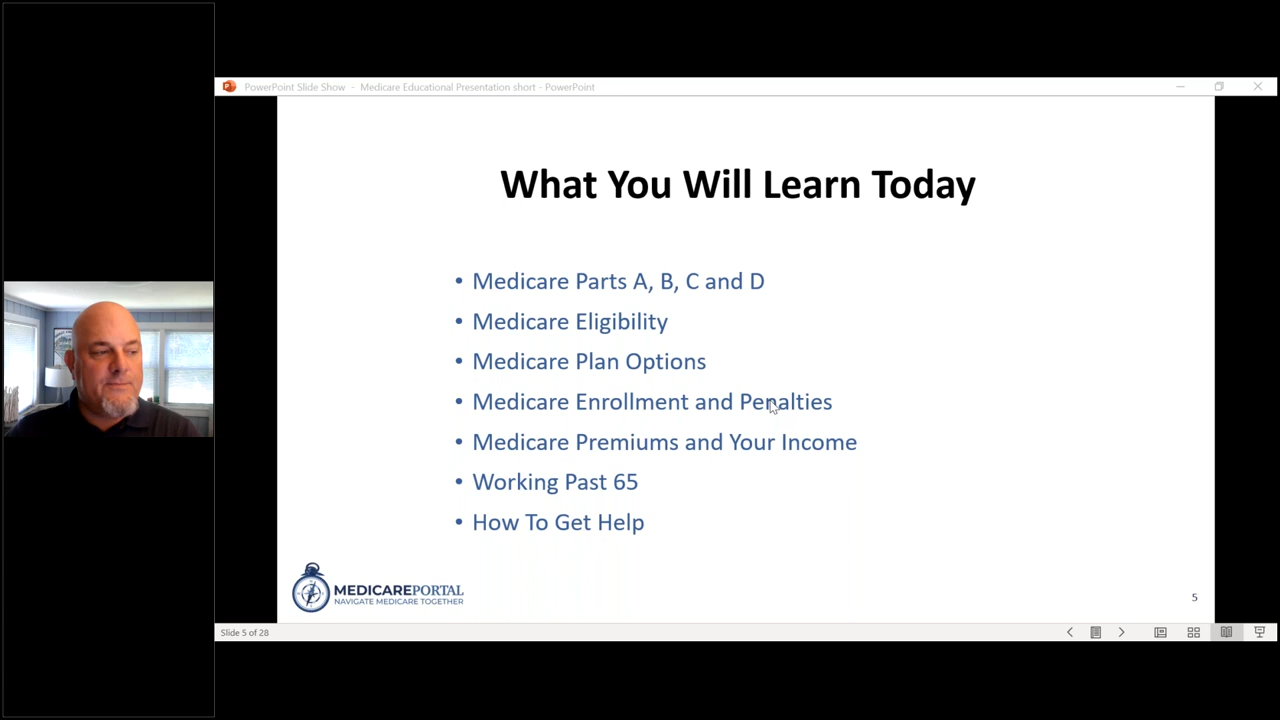 PowerPoint Slide Show - Medicare Educational Presentation short - PowerPoint
What You Will Learn Today
• Medicare Parts A, B, C and D
• Medicare Eligibility
• Medicare Plan Options
• Medicare Enrollment and Penalties
• Medicare Premiums and Your Income
• Working Past 65
• How To Get Help
MEDICAREPORTAL
NAVIGATE MEDICARE TOGETHER
5
Slide 5 of 28